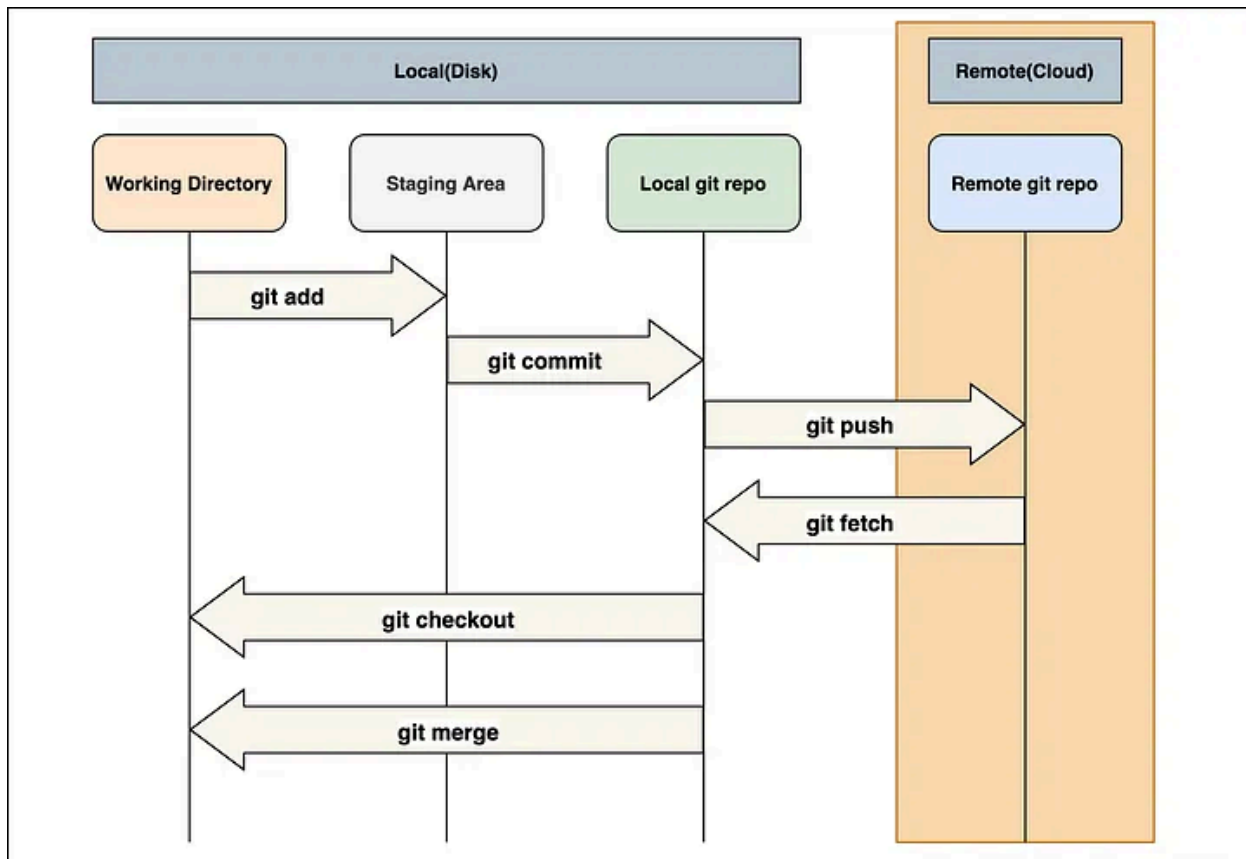 Local(Disk)
Remote(Cloud)
Working Directory
Staging Area
Local git repo
Remote git repo
git add
git commit
git push
git fetch
git checkout
git merge